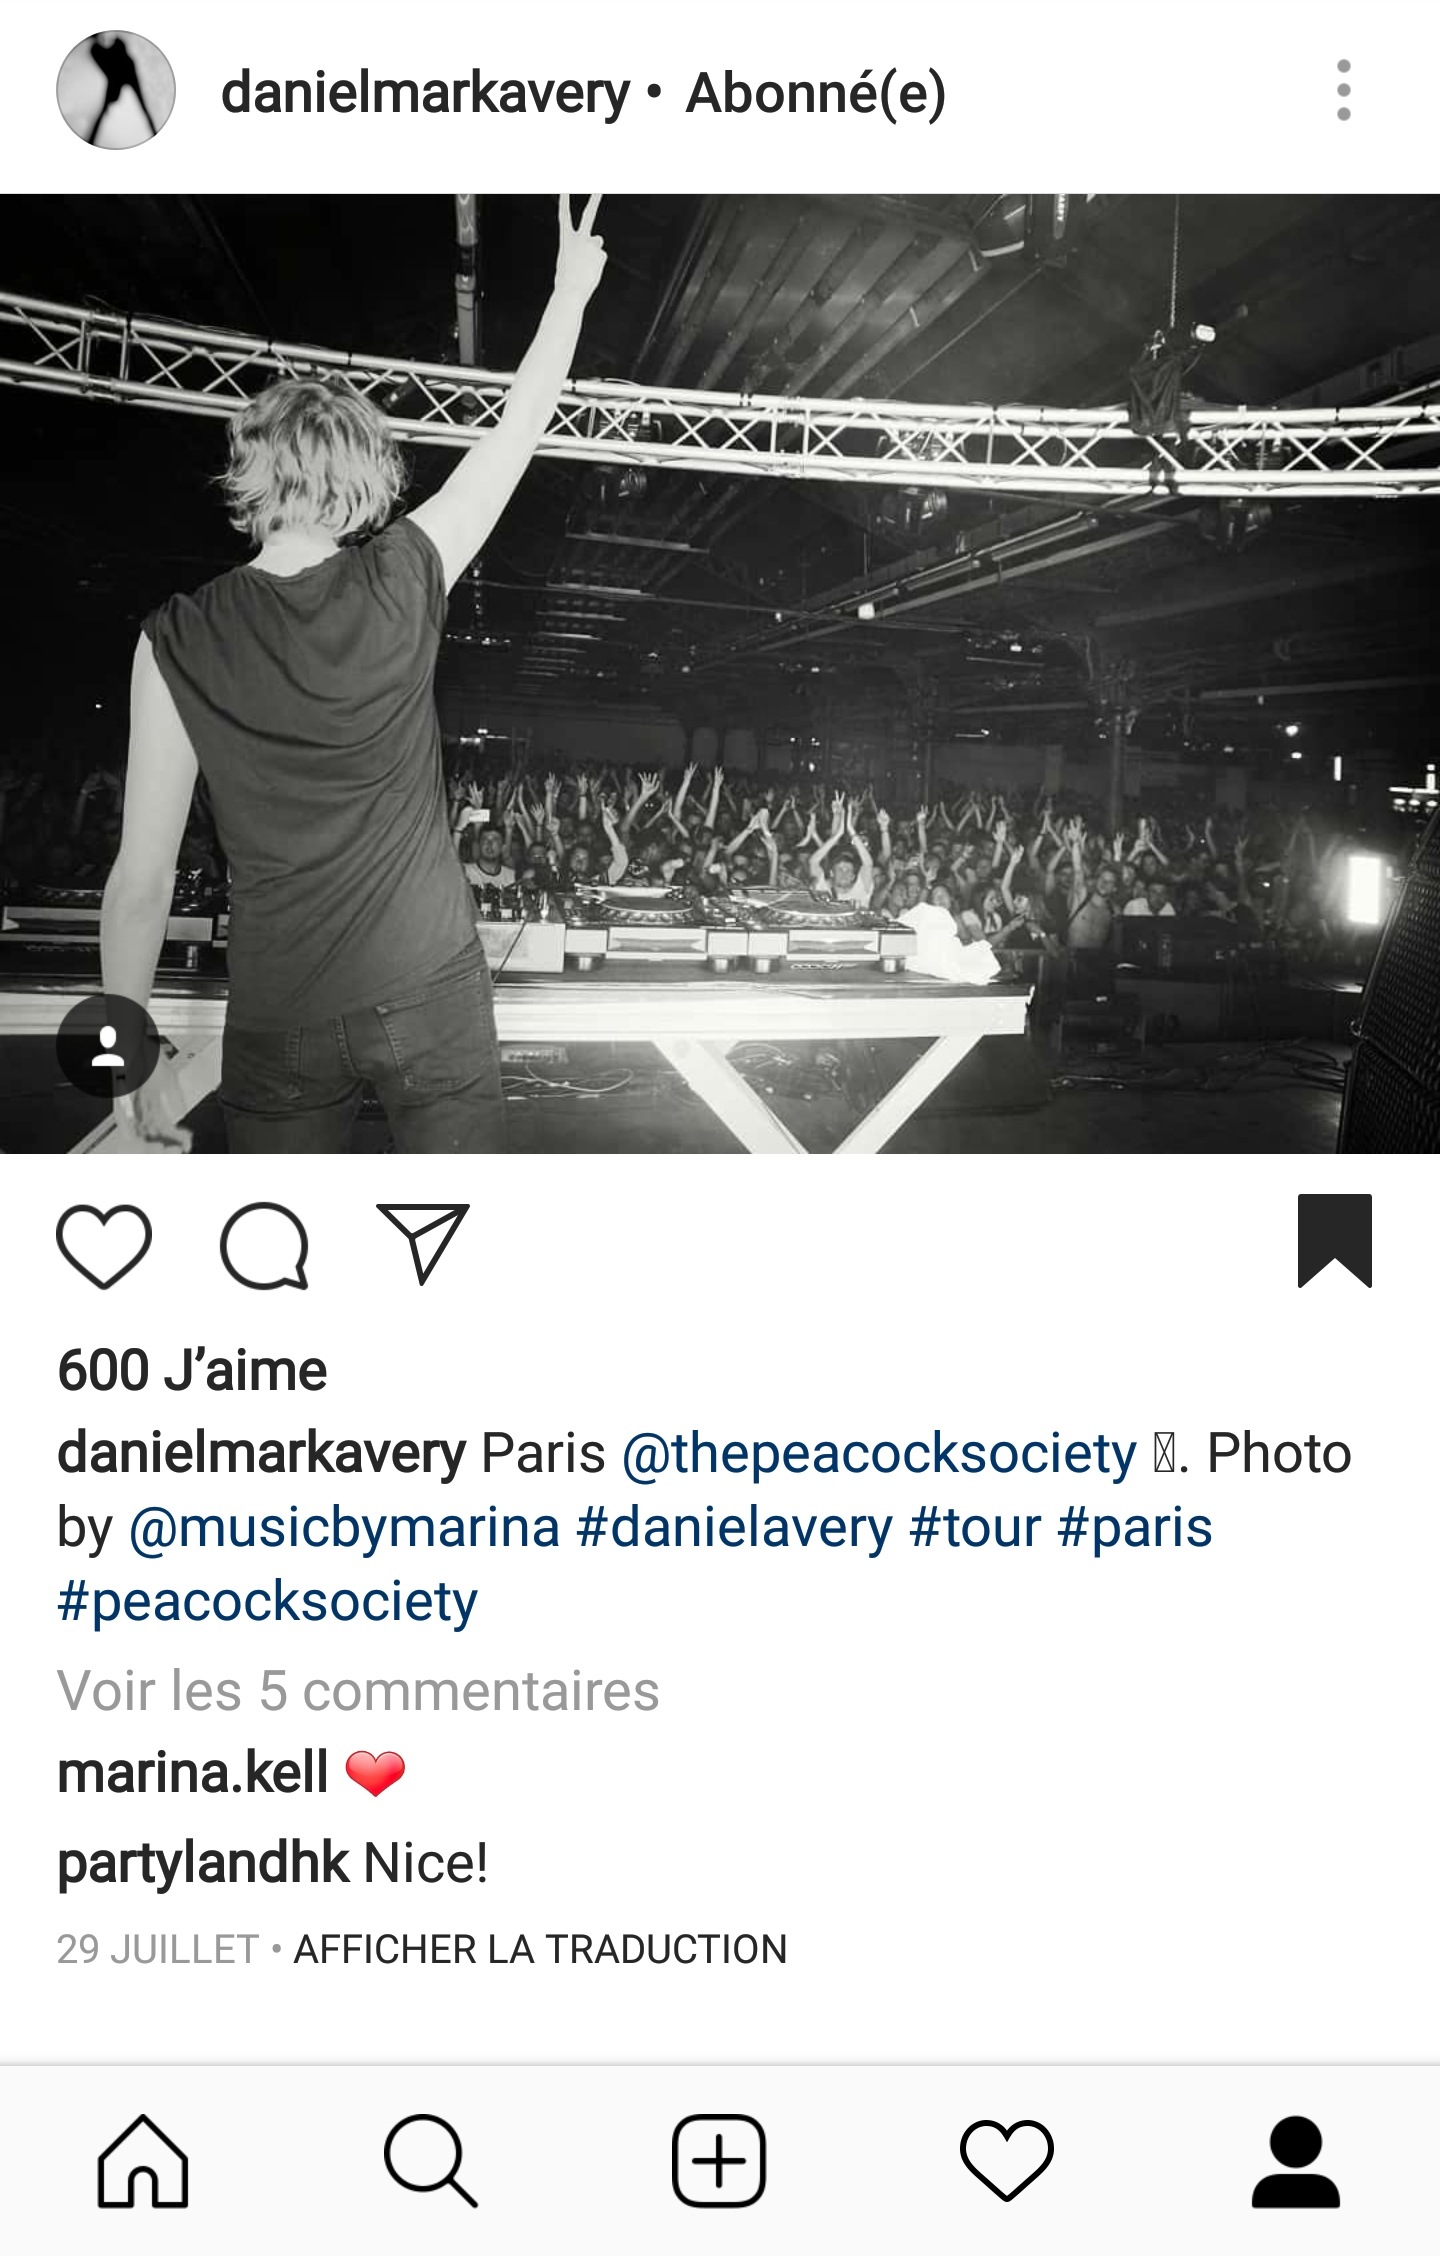 danielmarkavery • Abonné(e)
600 J’aime
danielmarkavery Paris @thepeacocksociety . Photo
by @musicbymarina #danielavery #tour #paris
#peacocksociety
Voir les 5 commentaires
marina.kell ❤
partylandhk Nice!
29 JUILLET • AFFICHER LA TRADUCTION